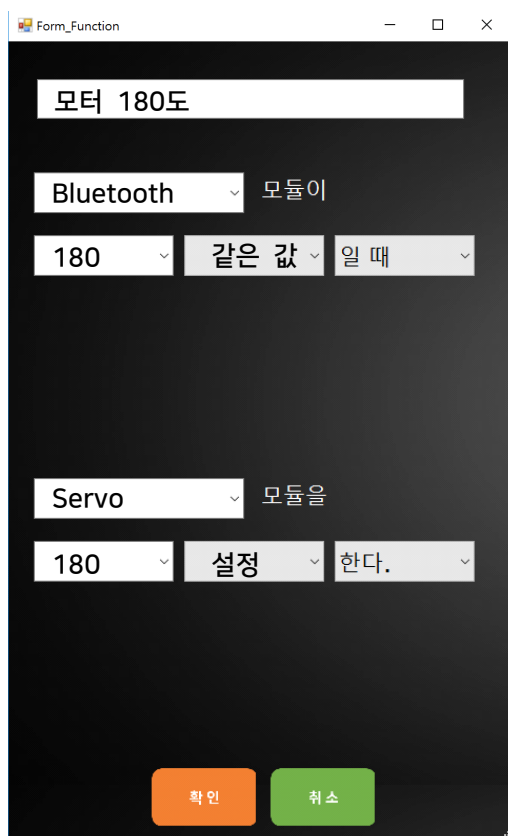 Form_Function
모터 180도
Bluetooth 모듈이
180 같은 값 일 때
Servo 모듈을
180 설정 한다.
확인 취소